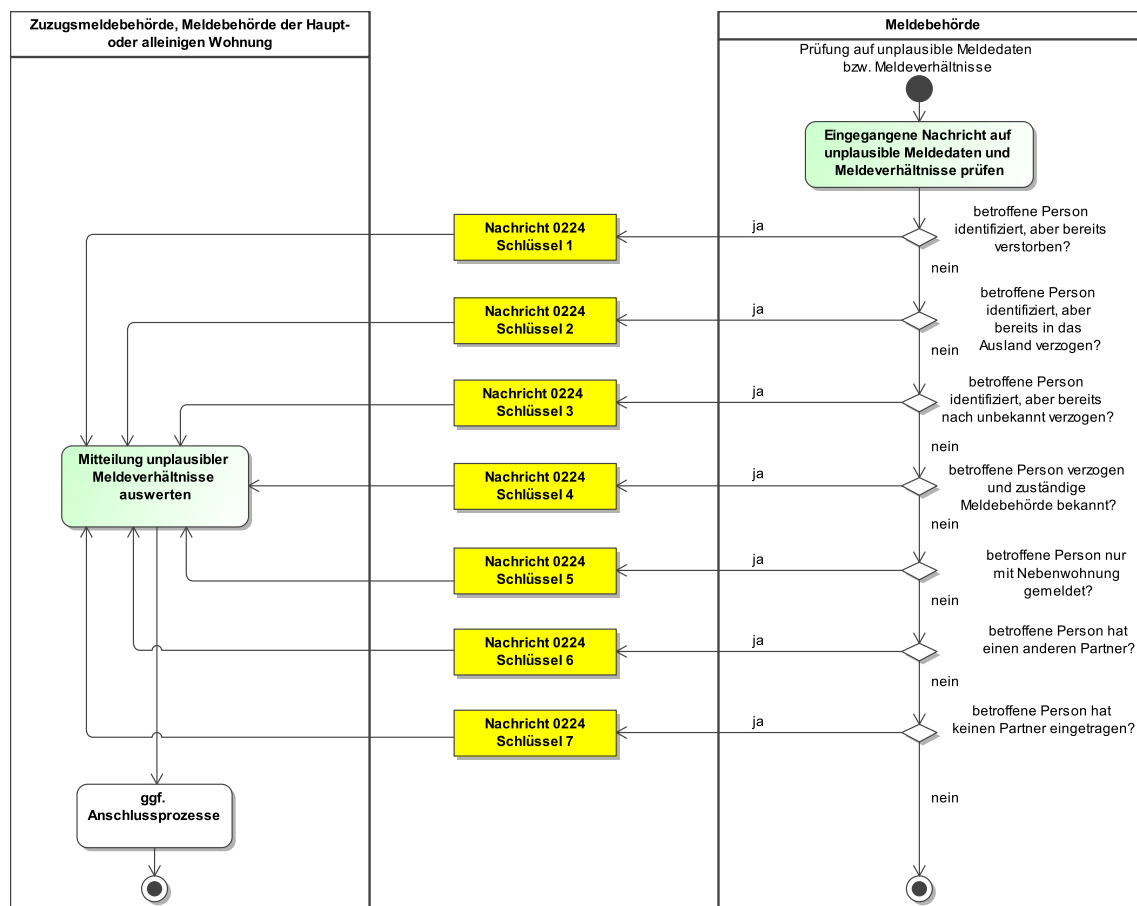 Zuzugsmeldebehörde, Meldebehörde der Haupt-
oder alleinigen Wohnung
Meldebehörde
Prüfung auf unplausible Meldedaten
bzw. Meldeverhältnisse
Eingegangene Nachricht auf
unplausible Meldedaten und
Meldeverhältnisse prüfen
betroffene Person
identifiziert, aber bereits
verstorben?
ja
Nachricht 0224
Schlüssel 1
nein
betroffene Person
identifiziert, aber
bereits in das
Ausland verzogen?
ja
Nachricht 0224
Schlüssel 2
nein
betroffene Person
identifiziert, aber bereits
nach unbekannt verzogen?
ja
Nachricht 0224
Schlüssel 3
nein
Mitteilung unplausibler
Meldeverhältnisse
auswerten
betroffene Person verzogen
und zuständige
Meldebehörde bekannt?
ja
Nachricht 0224
Schlüssel 4
nein
betroffene Person nur
mit Nebenwohnung
gemeldet?
ja
Nachricht 0224
Schlüssel 5
nein
betroffene Person hat
einen anderen Partner?
ja
Nachricht 0224
Schlüssel 6
nein
betroffene Person hat
keinen Partner eingetragen?
ja
Nachricht 0224
Schlüssel 7
nein
ggf.
Anschlussprozesse